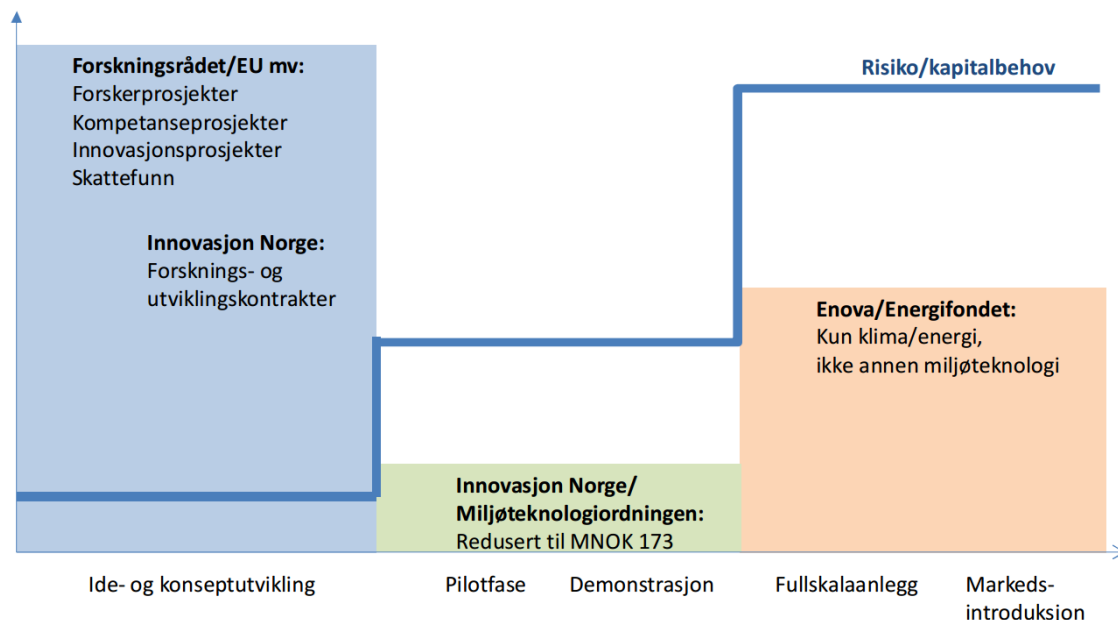 Forskningsrådet/EU mv:
Forskerprosjekter
Kompetanseprosjekter
Innovasjonsprosjekter
Skattefunn
Innovasjon Norge:
Forsknings- og
utviklingskontrakter
Risiko/kapitalbehov
Enova/Energifondet:
Kun klima/energi,
ikke annen miljøteknologi
Innovasjon Norge/
Miljøteknologiordningen:
Redusert til MNOK 173
Ide- og konseptutvikling
Pilotfase
Demonstrasjon
Fullskalaanlegg
Markeds-
introduksjon